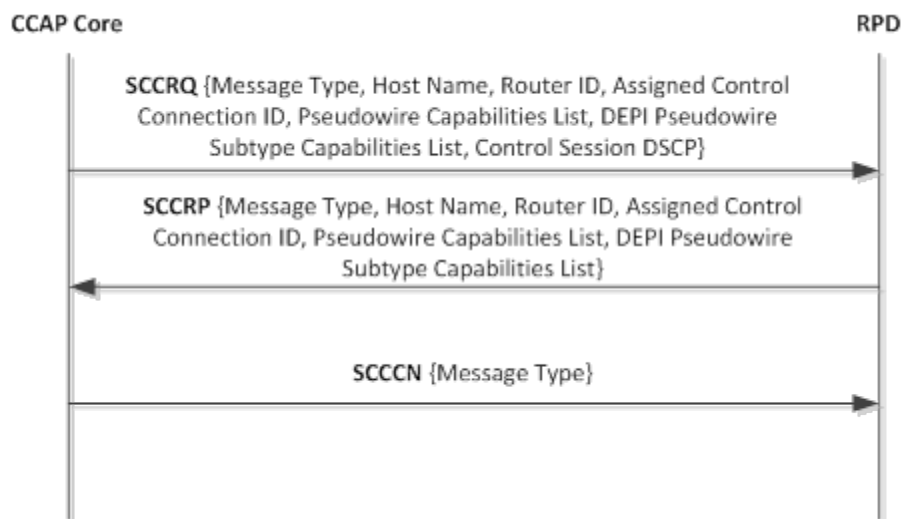 CCAP Core
RPD
SCCRQ {Message Type, Host Name, Router ID, Assigned Control
Connection ID, Pseudowire Capabilities List, DEPI Pseudowire
Subtype Capabilities List, Control Session DSCP}
SCCRP {Message Type, Host Name, Router ID, Assigned Control
Connection ID, Pseudowire Capabilities List, DEPI Pseudowire
Subtype Capabilities List}
SCCCN {Message Type}